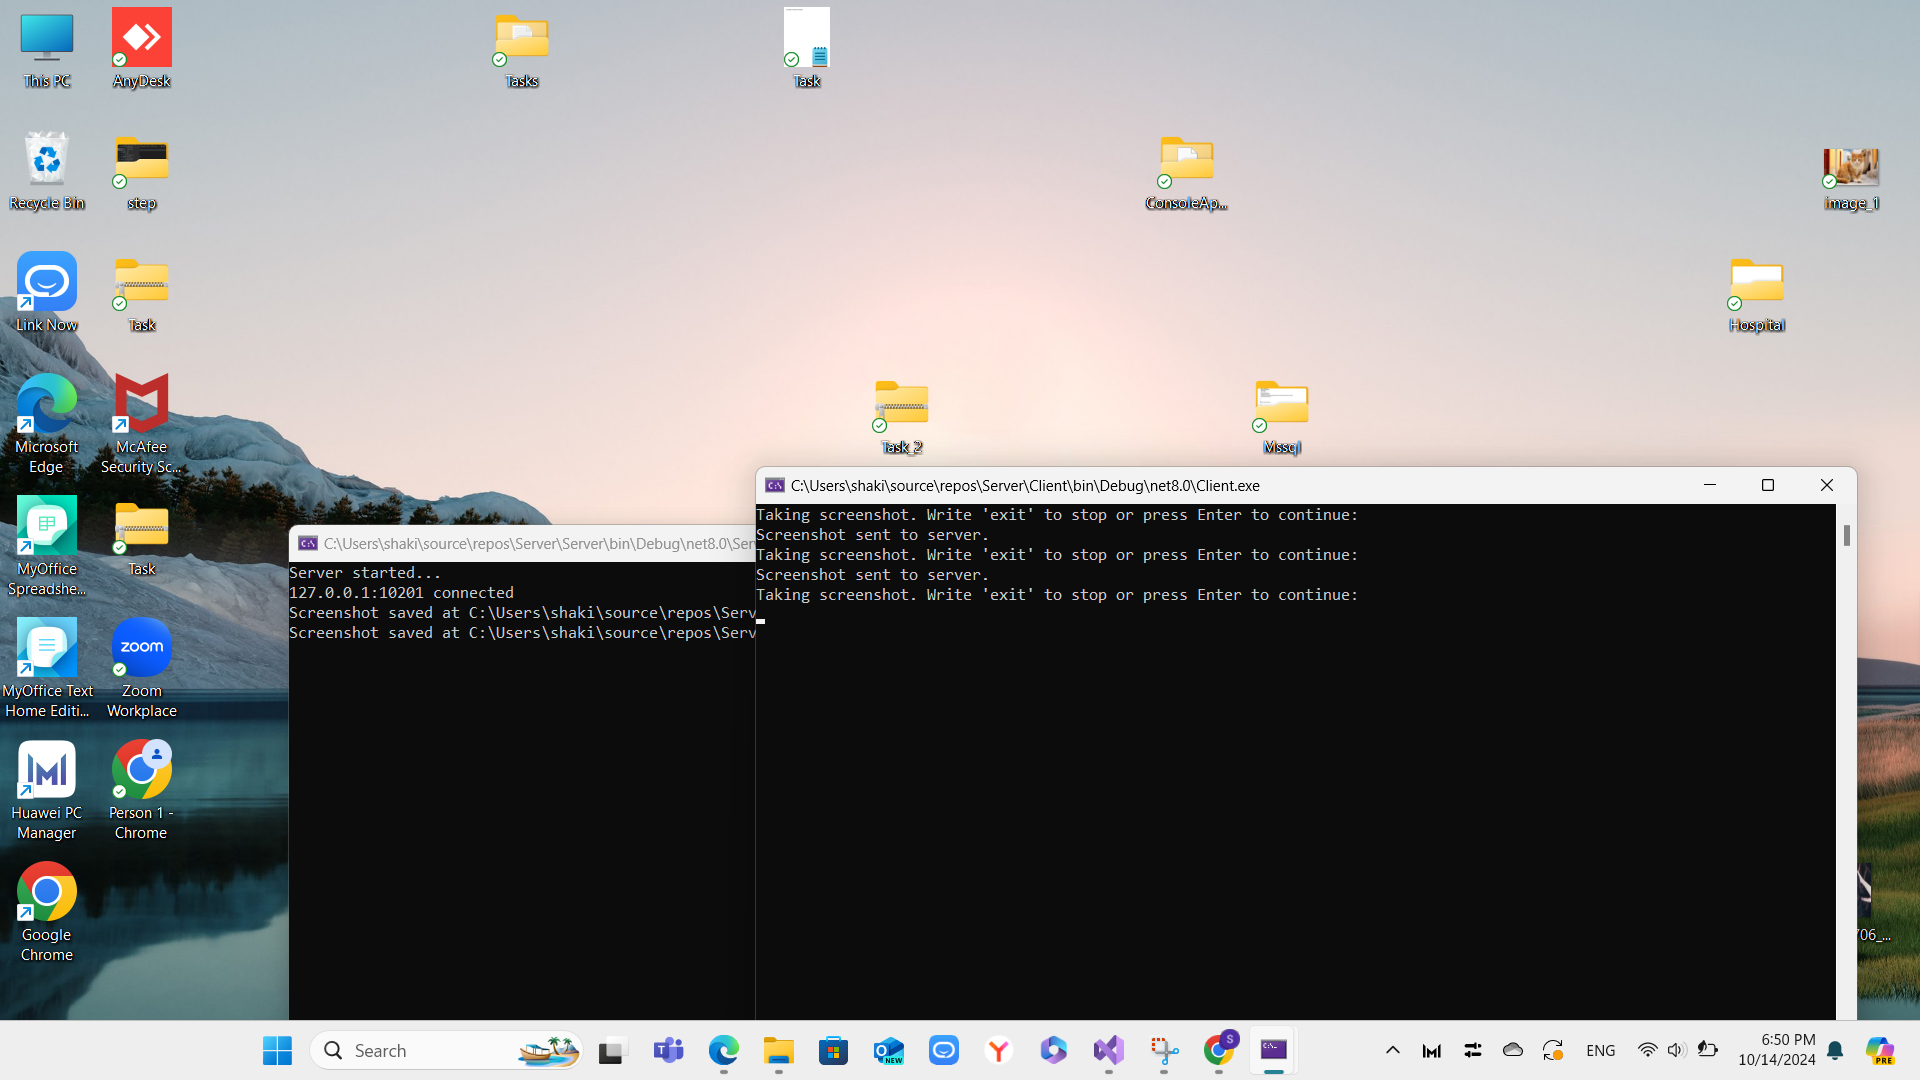 This PC
AnyDesk
Tasks
Task
Recycle Bin
step
ConsoleAp...
image_1
Link Now
Task
Hospital
Microsoft
Edge
McAfee
Security Sc...
Task_2
Mssql
MyOffice
Spreadshe...
Task
MyOffice Text
Home Editi...
zoom
Zoom
Workplace
Huawei PC
Manager
Person 1 -
Chrome
Google
Chrome
706_...
C:\Users\shaki\source\repos\Server\Server\bin\Debug\net8.0\Ser
Server started...
127.0.0.1:10201 connected
Screenshot saved at C:\Users\shaki\source\repos\Serv
Screenshot saved at C:\Users\shaki\source\repos\Serv
C:\Users\shaki\source\repos\Server\Client\bin\Debug\net8.0\Client.exe
Taking screenshot. Write 'exit' to stop or press Enter to continue:
Screenshot sent to server.
Taking screenshot. Write 'exit' to stop or press Enter to continue:
Screenshot sent to server.
Taking screenshot. Write 'exit' to stop or press Enter to continue:
Search
NEW
S
ENG
6:50 PM
10/14/2024
PRE